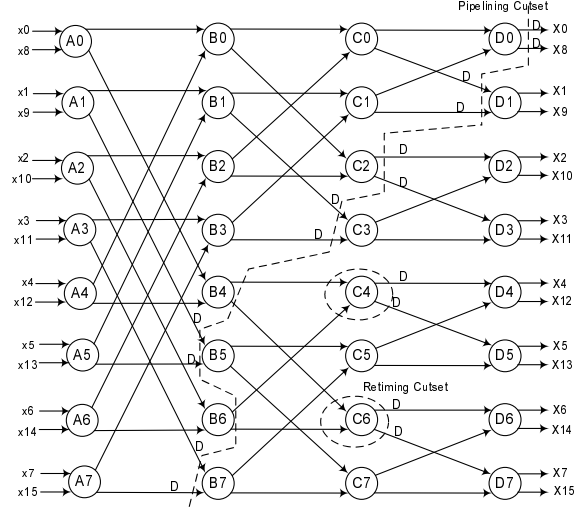 Pipelining Cutset
x0 A0 B0 C0 D0 D X0
x8 D X8
D
x1 A1 B1 C1 D1 X1
x9 D X9
x2 A2 B2 C2 D D2 X2
x10 D X10
D
x3 A3 B3 C3 D3 X3
x11 D X11
x4 A4 B4 C4 D D4 X4
x12 D X12
D
x5 A5 B5 C5 D5 X5
x13 D X13
Retiming Cutset
x6 A6 B6 C6 D D6 X6
x14 D X14
D
x7 A7 B7 C7 D7 X7
x15 D X15